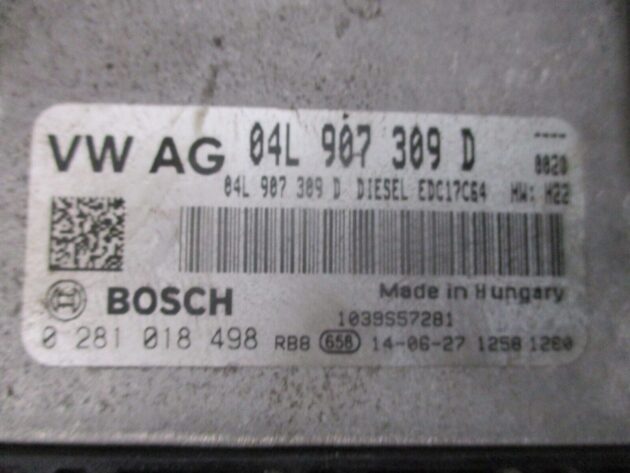 VW AG 04L 907 309 D ----
0020
04L 907 309 D DIESEL EDC17C64 HW: H22
Made in Hungary
BOSCH
1039S57281
0 281 018 498 RB8 658 14-06-27 1258 1260